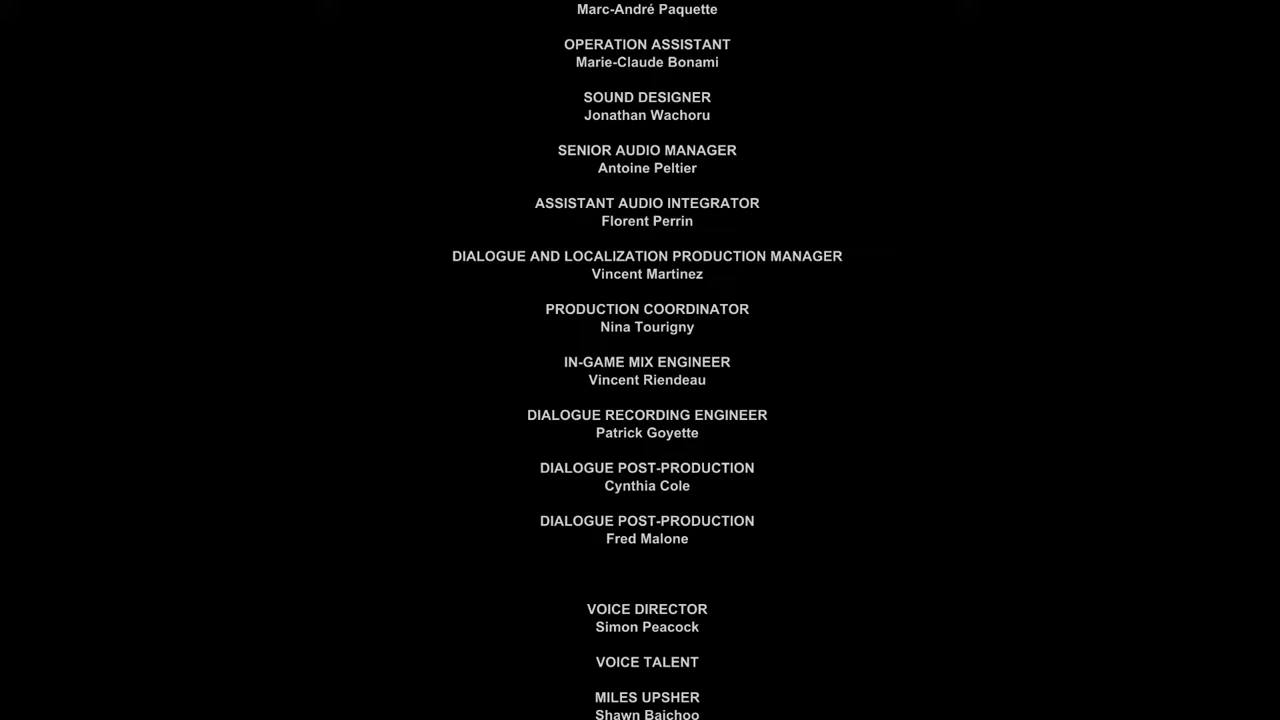 Marc-André Paquette
OPERATION ASSISTANT
Marie-Claude Bonami
SOUND DESIGNER
Jonathan Wachoru
SENIOR AUDIO MANAGER
Antoine Peltier
ASSISTANT AUDIO INTEGRATOR
Florent Perrin
DIALOGUE AND LOCALIZATION PRODUCTION MANAGER
Vincent Martinez
PRODUCTION COORDINATOR
Nina Tourigny
IN-GAME MIX ENGINEER
Vincent Riendeau
DIALOGUE RECORDING ENGINEER
Patrick Goyette
DIALOGUE POST-PRODUCTION
Cynthia Cole
DIALOGUE POST-PRODUCTION
Fred Malone
VOICE DIRECTOR
Simon Peacock
VOICE TALENT
MILES UPSHER
Shawn Baichoo